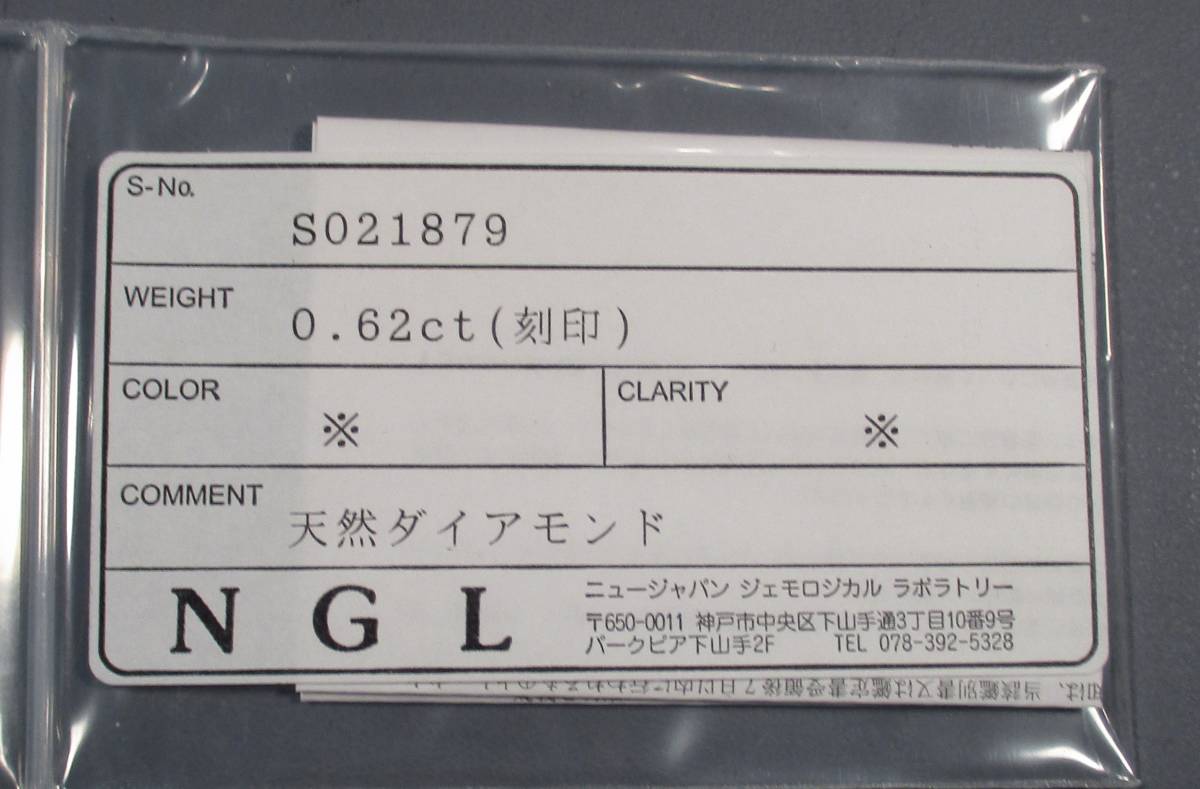 S-No.
S021879
WEIGHT
0.62ct(刻印)
COLOR
※
CLARITY
※
COMMENT
天然ダイアモンド
N G L
ニュージャパン ジェモロジカル ラボラトリー
〒650-0011 神戸市中央区下山手通3丁目10番9号
パークピア下山手2F TEL 078-392-5328